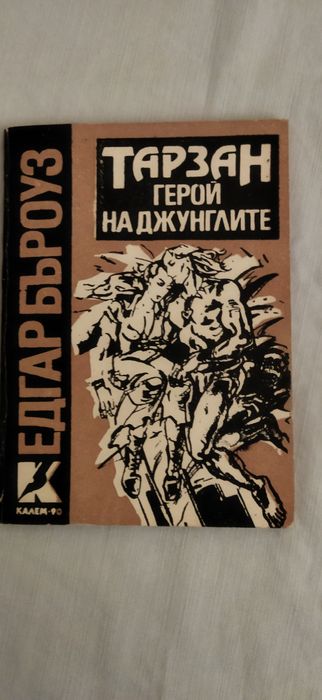 ТАРЗАН
ГЕРОЙ
НА ДЖУНГЛИТЕ
ЕДГАР БЪРОУЗ
К
КАЛЕМ-90